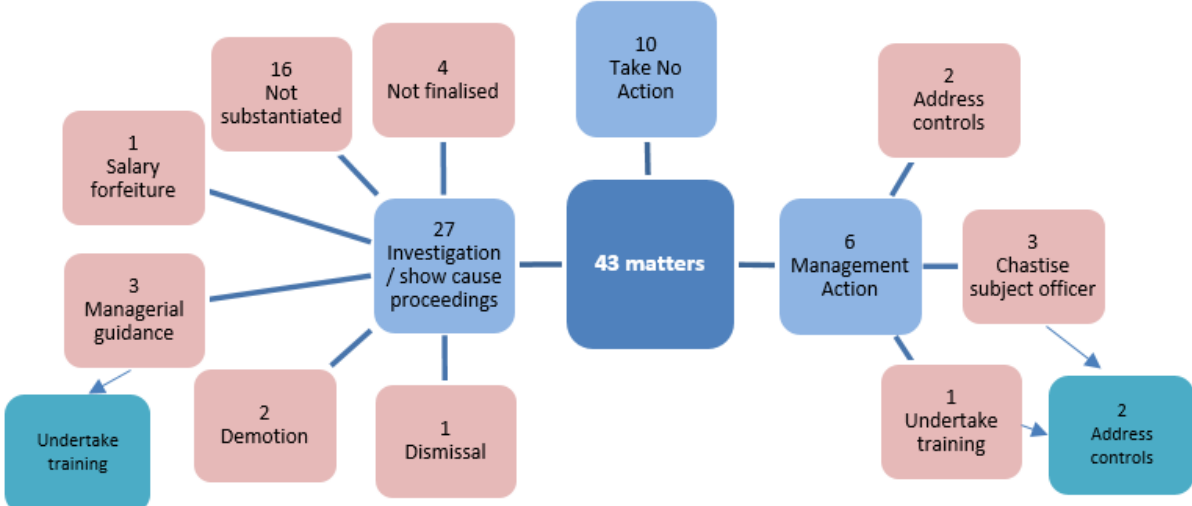 16
Not
substantiated
4
Not finalised
10
Take No
Action
2
Address
controls
1
Salary
forfeiture
27
Investigation
/ show cause
proceedings
43 matters
6
Management
Action
3
Chastise
subject officer
3
Managerial
guidance
2
Demotion
1
Dismissal
1
Undertake
training
Undertake
training
2
Address
controls